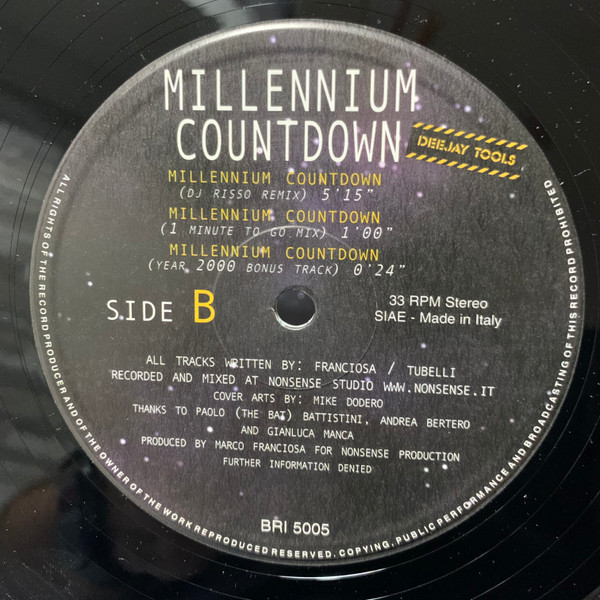 MILLENNIUM
COUNTDOWN
DEEJAY TOOLS
MILLENNIUM COUNTDOWN
(DJ RISSO REMIX) 5'15"
MILLENNIUM COUNTDOWN
(1 MINUTE TO GO MIX) 1'00"
MILLENNIUM COUNTDOWN
(YEAR 2000 BONUS TRACK) 0'24"
SIDE B
33 RPM Stereo
SIAE - Made in Italy
ALL TRACKS WRITTEN BY: FRANCIOSA / TUBELLI
RECORDED AND MIXED AT NONSENSE STUDIO WWW.NONSENSE.IT
COVER ARTS BY: MIKE DODERO
THANKS TO PAOLO (THE BAT) BATTISTINI, ANDREA BERTERO
AND GIANLUCA MANCA
PRODUCED BY MARCO FRANCIOSA FOR NONSENSE PRODUCTION
FURTHER INFORMATION DENIED
BRI 5005
ALL RIGHTS OF THE RECORD PRODUCER AND OF THE OWNER OF THE WORK REPRODUCED RESERVED. COPYING, PUBLIC PERFORMANCE AND BROADCASTING OF THIS RECORD PROHIBITED